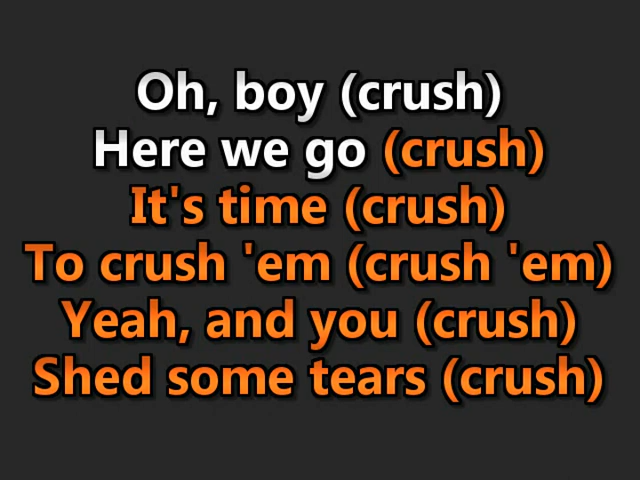 Oh, boy (crush)
Here we go (crush)
It's time (crush)
To crush 'em (crush 'em)
Yeah, and you (crush)
Shed some tears (crush)